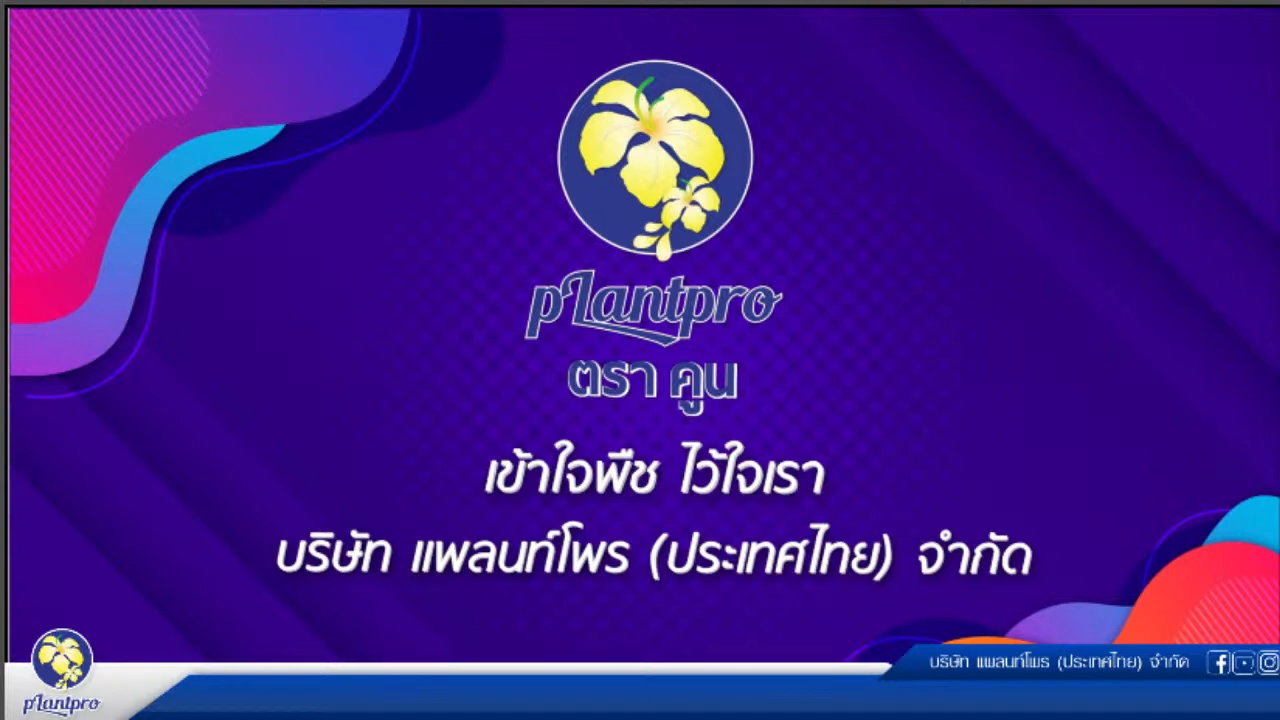 plantpro
ตรา คูน
เข้าใจพืช ไว้ใจเรา
บริษัท แพลนท์โพร (ประเทศไทย) จำกัด
บริษัท แพลนท์โพร (ประเทศไทย) จำกัด
plantpro